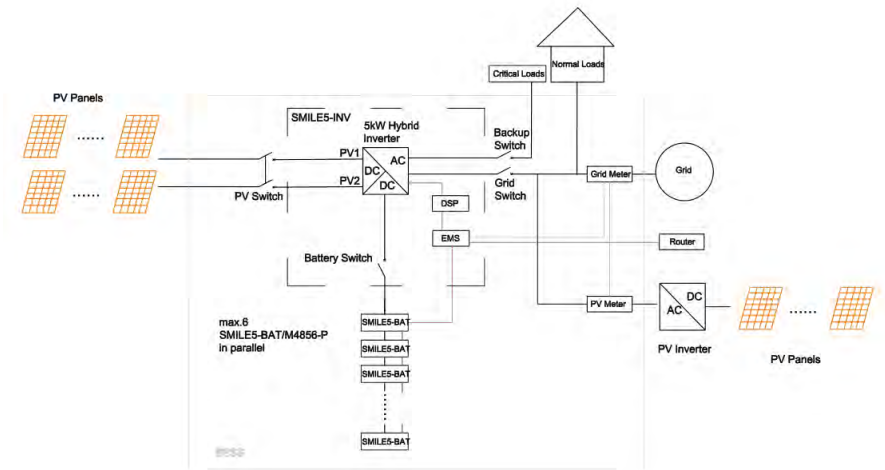 Critical Loads
Normal Loads
PV Panels
SMILE5-INV
5kW Hybrid
Inverter
Backup
Switch
PV1
AC
DC
DC
PV2
PV Switch
Grid
Switch
Grid Meter
Grid
DSP
EMS
Router
Battery Switch
max.6
SMILE5-BAT/M4856-P
in parallel
SMILE5-BAT
SMILE5-BAT
SMILE5-BAT
SMILE5-BAT
PV Meter
DC
AC
PV Inverter
PV Panels